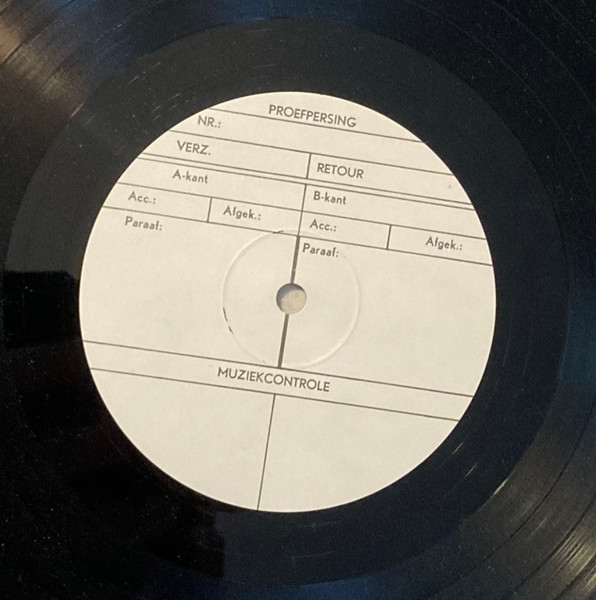 PROEFPERSING
NR.:
VERZ. RETOUR
A-kant B-kant
Acc.: Afgek.: Acc.: Afgek.:
Paraaf: Paraaf:
MUZIEKCONTROLE